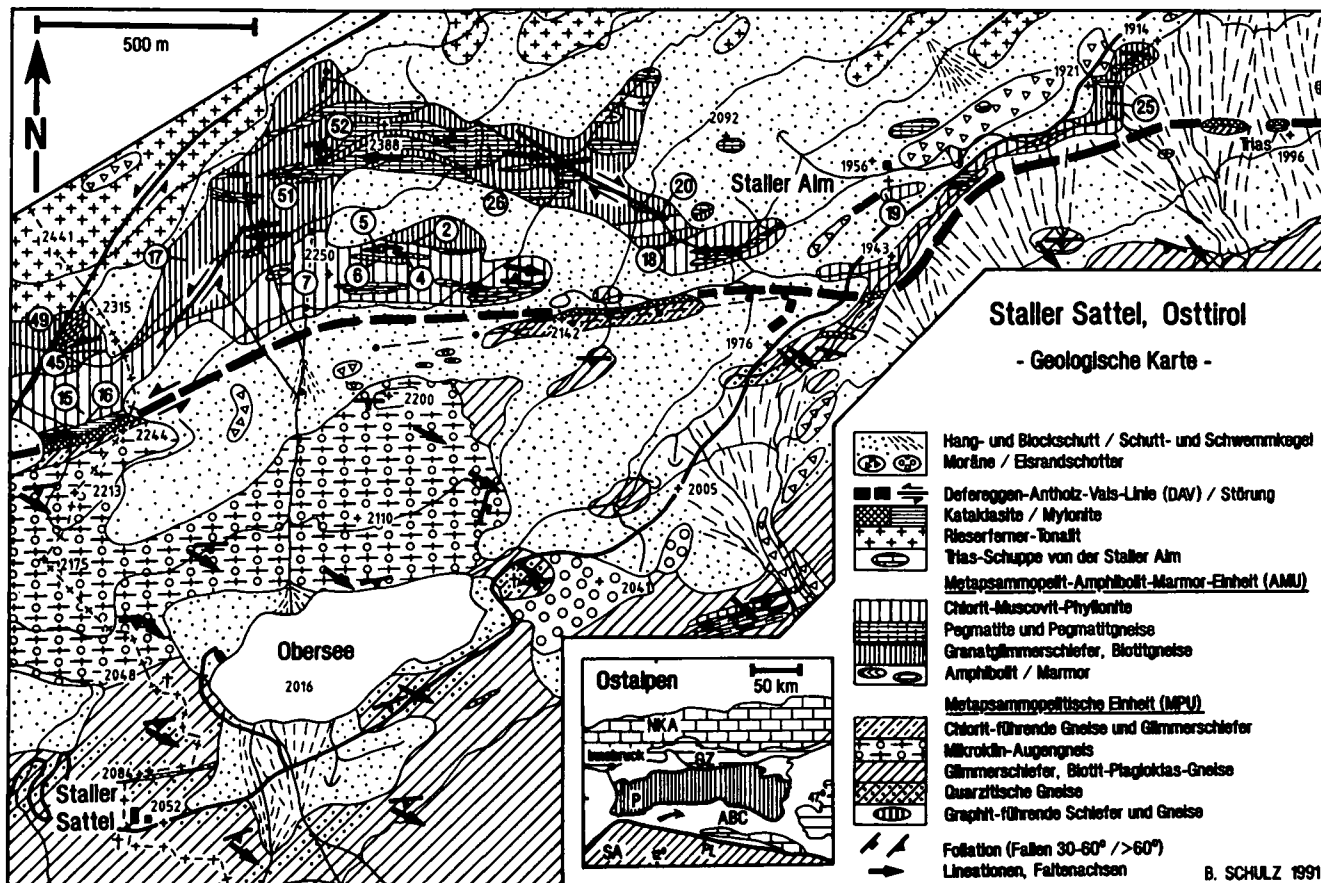 500 m
N
Staller Sattel, Osttirol
- Geologische Karte -
Hang- und Blockschutt / Schutt- und Schwemmkegel
Moräne / Eisrandschotter
Defereggen-Antholz-Vals-Linie (DAV) / Störung
Kataklasite / Mylonite
Rieserferner-Tonalit
Trias-Schuppe von der Staller Alm
Metapsammopelit-Amphibolit-Marmor-Einheit (AMU)
Chlorit-Muscovit-Phyllonite
Pegmatite und Pegmatitgneise
Granatglimmerschiefer, Biotitgneise
Amphibolit / Marmor
Metapsammopelitische Einheit (MPU)
Chlorit-führende Gneise und Glimmerschiefer
Mikroklin-Augengneis
Glimmerschiefer, Biotit-Plagioklas-Gneise
Quarzitische Gneise
Graphit-führende Schiefer und Gneise
Foliation (Fallen 30-60° / >60°)
Lineationen, Faltenachsen
B. SCHULZ 1991
1914
1921
25
52
2388
2092
1956
Trias
1996
Staller Alm
20
19
51
26
5
2
244
17
2250
7
6
4
18
1943
2315
49
45
15
16
2142
1976
2244
2200
2213
2110
2005
2175
2041
Obersee
2016
2048
2084
2052
Staller
Sattel
Ostalpen
50 km
NKA
Innsbruck
P
ABC
SA
PL